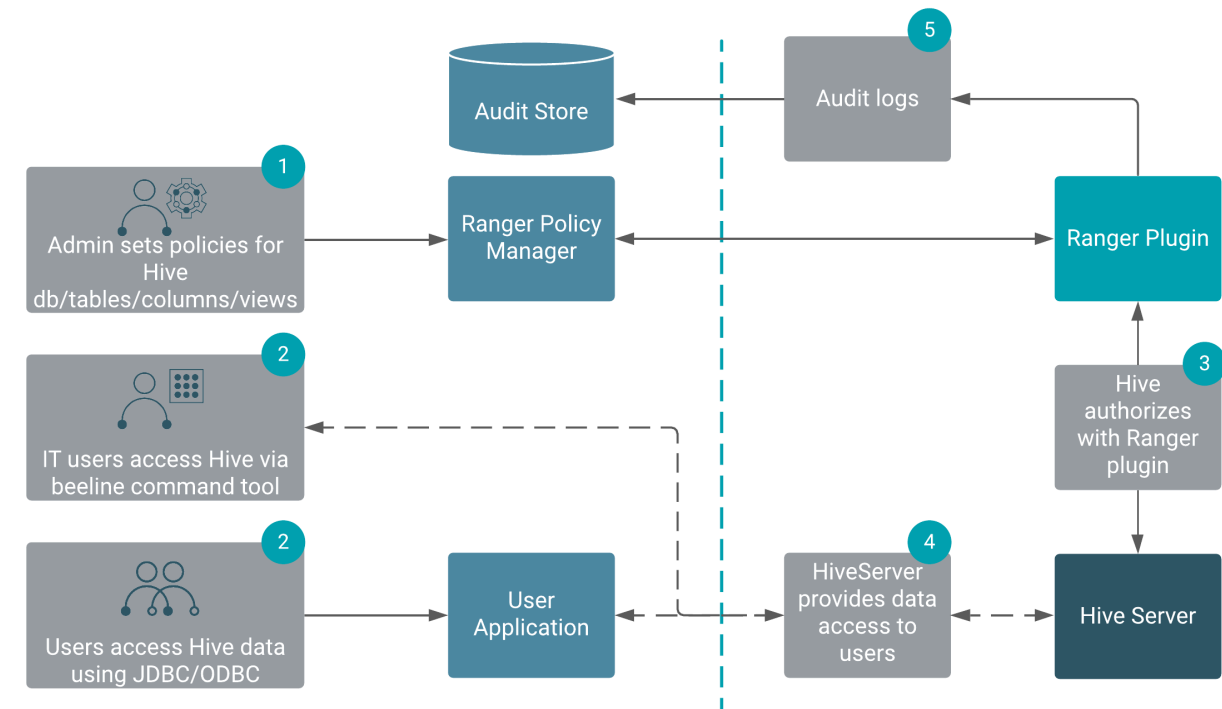 5
Audit Store
Audit logs
1
Admin sets policies for
Hive
db/tables/columns/views
Ranger Policy
Manager
Ranger Plugin
2
IT users access Hive via
beeline command tool
3
Hive
authorizes
with Ranger
plugin
2
Users access Hive data
using JDBC/ODBC
User
Application
4
HiveServer
provides data
access to
users
Hive Server